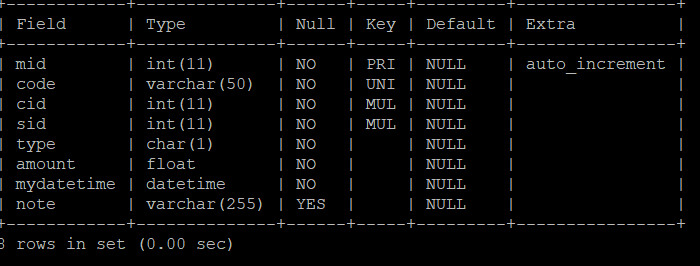 +------------+--------------+------+-----+---------+----------------+
| Field      | Type         | Null | Key | Default | Extra          |
+------------+--------------+------+-----+---------+----------------+
| mid        | int(11)      | NO   | PRI | NULL    | auto_increment |
| code       | varchar(50)  | NO   | UNI | NULL    |                |
| cid        | int(11)      | NO   | MUL | NULL    |                |
| sid        | int(11)      | NO   | MUL | NULL    |                |
| type       | char(1)      | NO   |     | NULL    |                |
| amount     | float        | NO   |     | NULL    |                |
| mydatetime | datetime     | NO   |     | NULL    |                |
| note       | varchar(255) | YES  |     | NULL    |                |
+------------+--------------+------+-----+---------+----------------+
8 rows in set (0.00 sec)